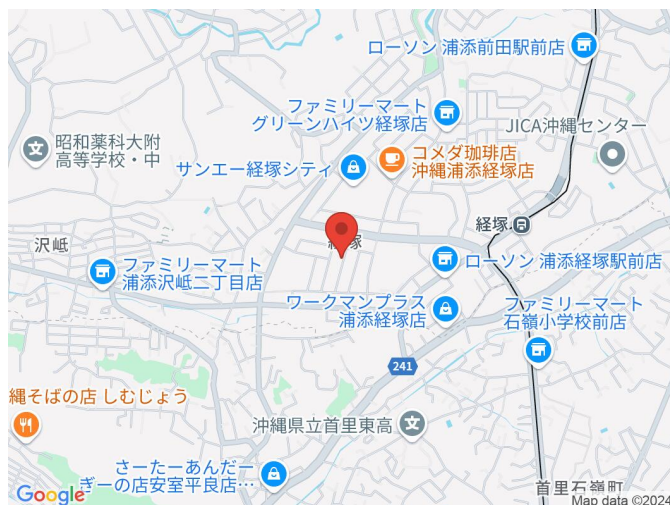 ローソン 浦添前田駅前店
ファミリーマート
グリーンハイツ経塚店
JICA沖縄センター
昭和薬科大附
高等学校・中
サンエー経塚シティ
コメダ珈琲店
沖縄浦添経塚店
経塚
沢岻
ファミリーマート
浦添沢岻二丁目店
ローソン 浦添経塚駅前店
ワークマンプラス
浦添経塚店
ファミリーマート
石嶺小学校前店
241
縄そばの店 しむじょう
沖縄県立首里東高
さーたーあんだー
ぎーの店安室平良店…
首里石嶺町
Google
Map data ©2024